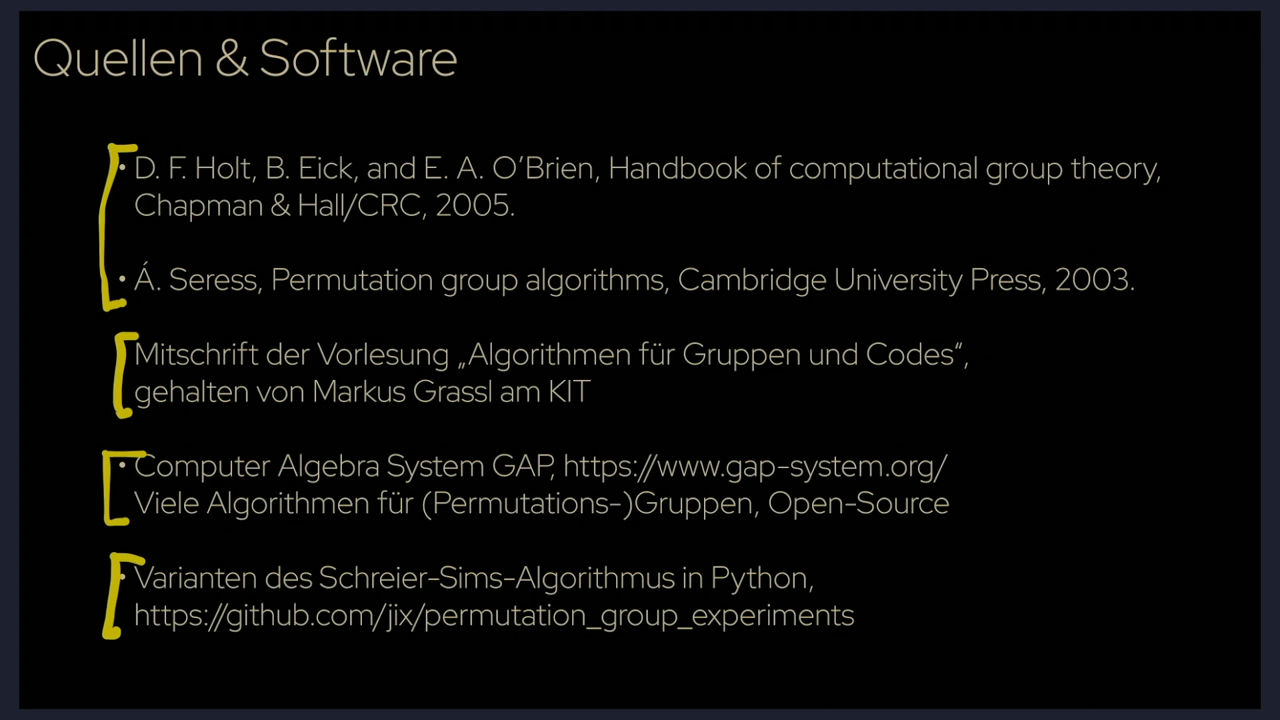 Quellen & Software
• D. F. Holt, B. Eick, and E. A. O’Brien, Handbook of computational group theory,
Chapman & Hall/CRC, 2005.
• Á. Seress, Permutation group algorithms, Cambridge University Press, 2003.
Mitschrift der Vorlesung „Algorithmen für Gruppen und Codes“,
gehalten von Markus Grassl am KIT
• Computer Algebra System GAP, https://www.gap-system.org/
Viele Algorithmen für (Permutations-)Gruppen, Open-Source
• Varianten des Schreier-Sims-Algorithmus in Python,
https://github.com/jix/permutation_group_experiments